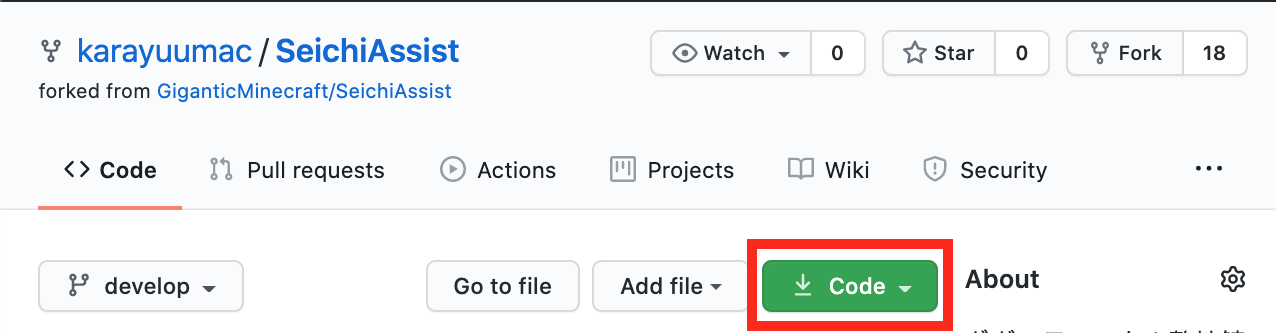 karayuumac / SeichiAssist
Watch 0 Star 0 Fork 18
forked from GiganticMinecraft/SeichiAssist
Code Pull requests Actions Projects Wiki Security
develop Go to file Add file Code About